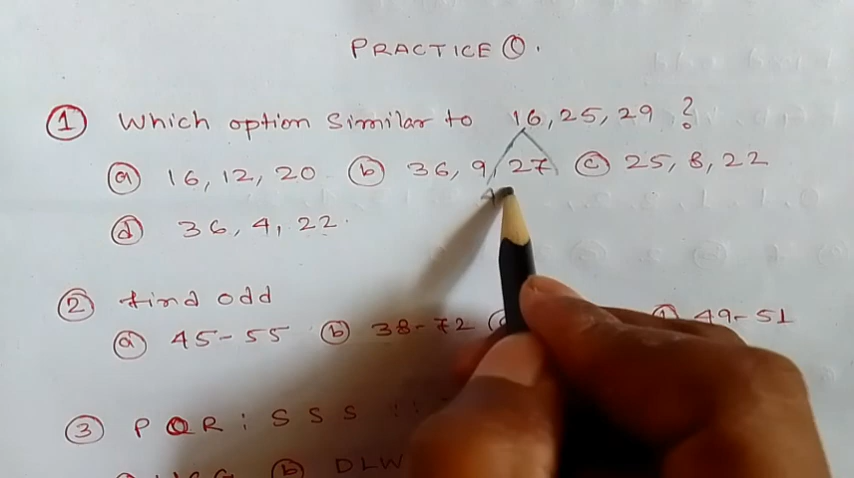 PRACTICE Q.
① Which option Similar to 16, 25, 29 ?
ⓐ 16, 12, 20 ⓑ 36, 9, 27 ⓒ 25, 8, 22
4
ⓓ 36, 4, 22.
② find odd
ⓐ 45-55 ⓑ 38-72 ⓓ 49-51
③ PQR : SSS ::
ⓑ DLW